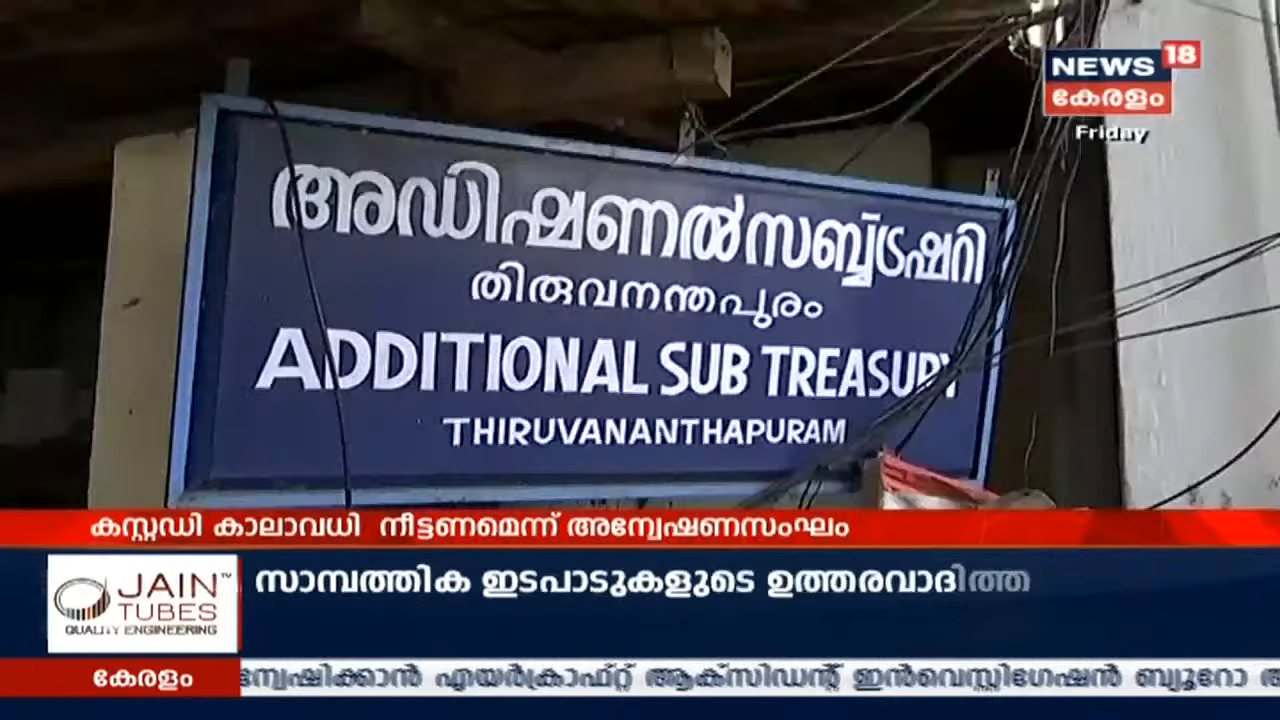 NEWS 18
കേരളം
Friday
അഡിഷണൽ സബ്ബ്ട്രഷറി
തിരുവനന്തപുരം
ADDITIONAL SUB TREASURY
THIRUVANANTHAPURAM
കസ്റ്റഡി കാലാവധി നീട്ടണമെന്ന് അന്വേഷണസംഘം
JAIN™
TUBES
QUALITY ENGINEERING
സാമ്പത്തിക ഇടപാടുകളുടെ ഉത്തരവാദിത്ത
കേരളം
ന്വേഷിക്കാൻ എയർക്രാഫ്റ്റ് ആക്സിഡന്റ് ഇൻവെസ്റ്റിഗേഷൻ ബ്യൂറോ